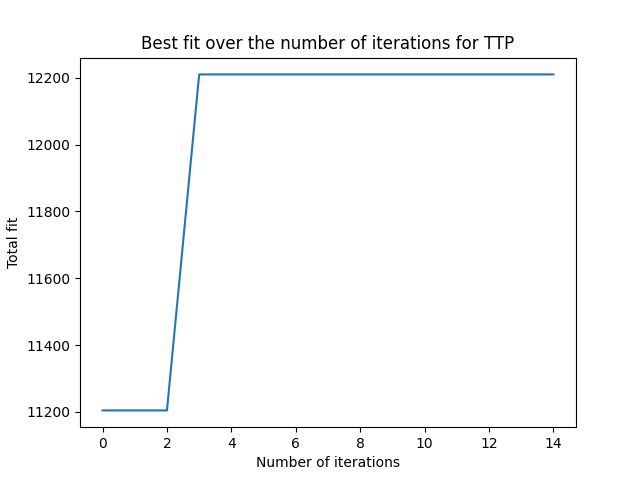 Best fit over the number of iterations for TTP
12200
12000
11800
11600
11400
11200
Total fit
0 2 4 6 8 10 12 14
Number of iterations